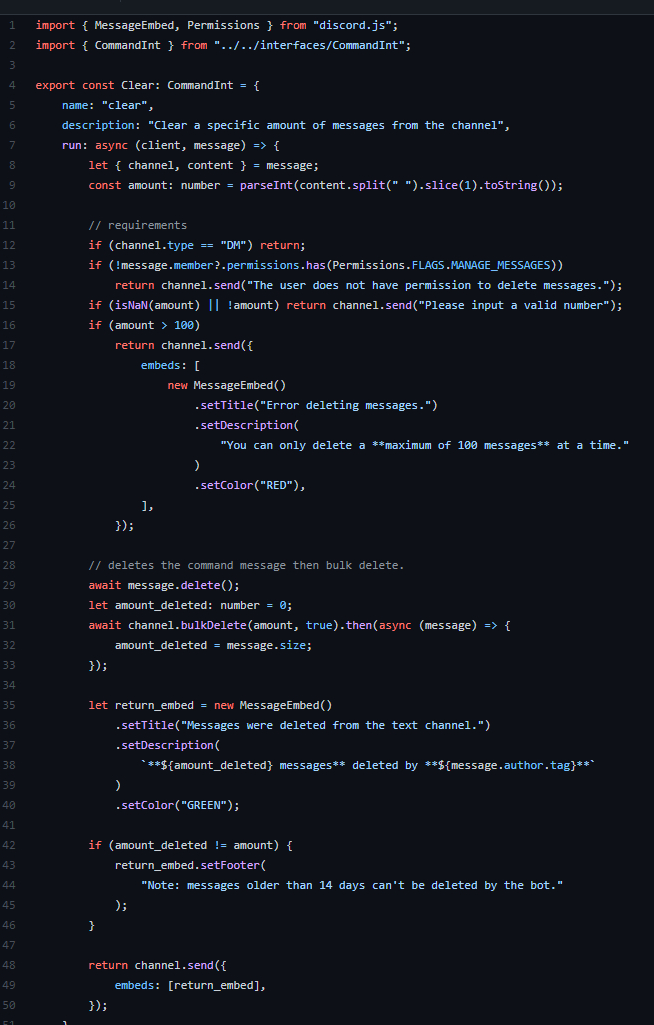 1 import { MessageEmbed, Permissions } from "discord.js";
2 import { CommandInt } from "../../interfaces/CommandInt";
3
4 export const Clear: CommandInt = {
5     name: "clear",
6     description: "Clear a specific amount of messages from the channel",
7     run: async (client, message) => {
8         let { channel, content } = message;
9         const amount: number = parseInt(content.split(" ").slice(1).toString());
10
11         // requirements
12         if (channel.type == "DM") return;
13         if (!message.member?.permissions.has(Permissions.FLAGS.MANAGE_MESSAGES))
14             return channel.send("The user does not have permission to delete messages.");
15         if (isNaN(amount) || !amount) return channel.send("Please input a valid number");
16         if (amount > 100)
17             return channel.send({
18                 embeds: [
19                     new MessageEmbed()
20                         .setTitle("Error deleting messages.")
21                         .setDescription(
22                             "You can only delete a **maximum of 100 messages** at a time."
23                         )
24                         .setColor("RED"),
25                 ],
26             });
27
28         // deletes the command message then bulk delete.
29         await message.delete();
30         let amount_deleted: number = 0;
31         await channel.bulkDelete(amount, true).then(async (message) => {
32             amount_deleted = message.size;
33         });
34
35         let return_embed = new MessageEmbed()
36             .setTitle("Messages were deleted from the text channel.")
37             .setDescription(
38                 `**${amount_deleted} messages** deleted by **${message.author.tag}**`
39             )
40             .setColor("GREEN");
41
42         if (amount_deleted != amount) {
43             return_embed.setFooter(
44                 "Note: messages older than 14 days can't be deleted by the bot."
45             );
46         }
47
48         return channel.send({
49             embeds: [return_embed],
50         });